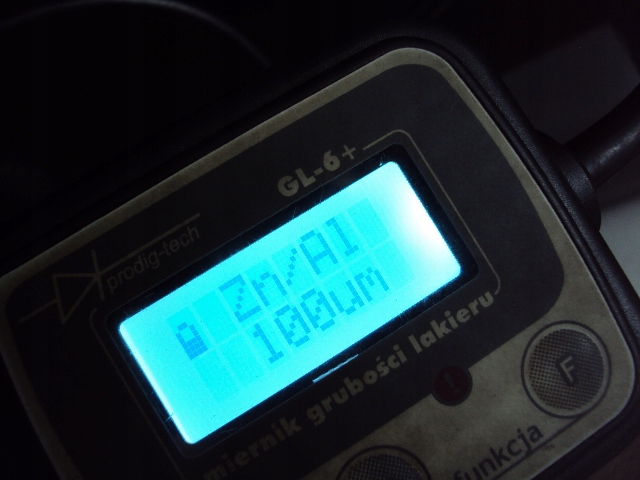 GL-6+
prodig-tech
Zn/Al
100um
miernik grubości lakieru
F
funkcja